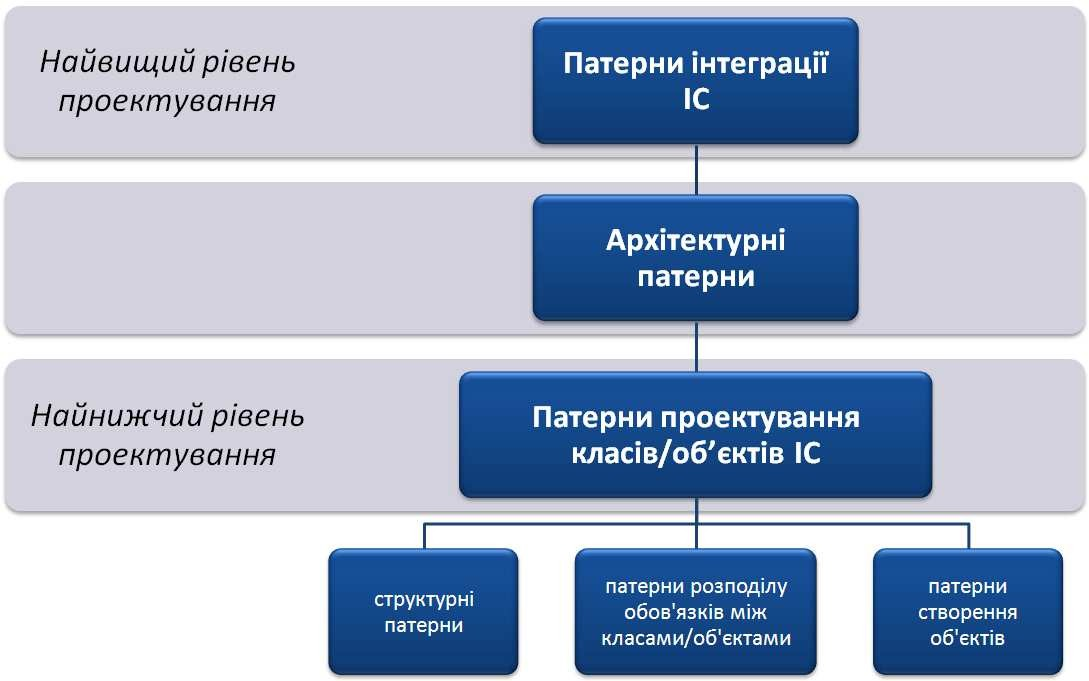 Найвищий рівень
проектування
Патерни інтеграції
ІС
Архітектурні
патерни
Найнижчий рівень
проектування
Патерни проектування
класів/об’єктів ІС
структурні
патерни
патерни розподілу
обов'язків між
класами/об'єктами
патерни
створення
об'єктів